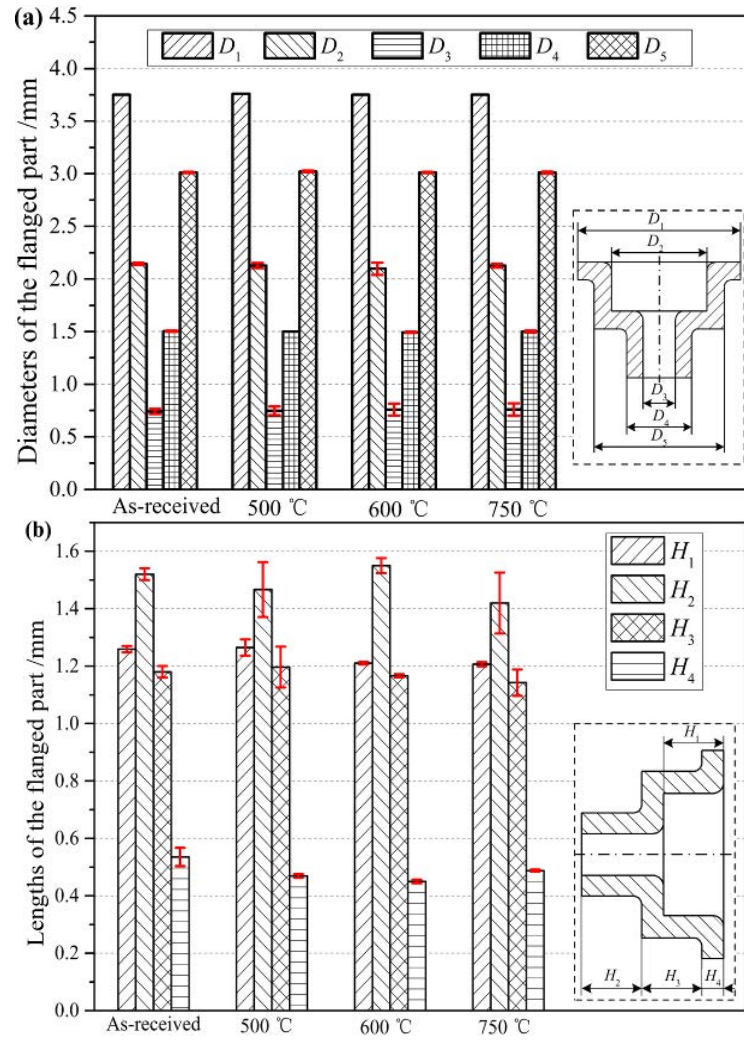 (a)
Diameters of the flanged part /mm
4.5
4.0
3.5
3.0
2.5
2.0
1.5
1.0
0.5
0.0
D1 D2 D3 D4 D5
As-received 500 ℃ 600 ℃ 750 ℃
D1
D2
D3
D4
D5
(b)
Lengths of the flanged part /mm
1.6
1.4
1.2
1.0
0.8
0.6
0.4
0.2
0.0
H1
H2
H3
H4
As-received 500 ℃ 600 ℃ 750 ℃
H1
H2 H3 H4